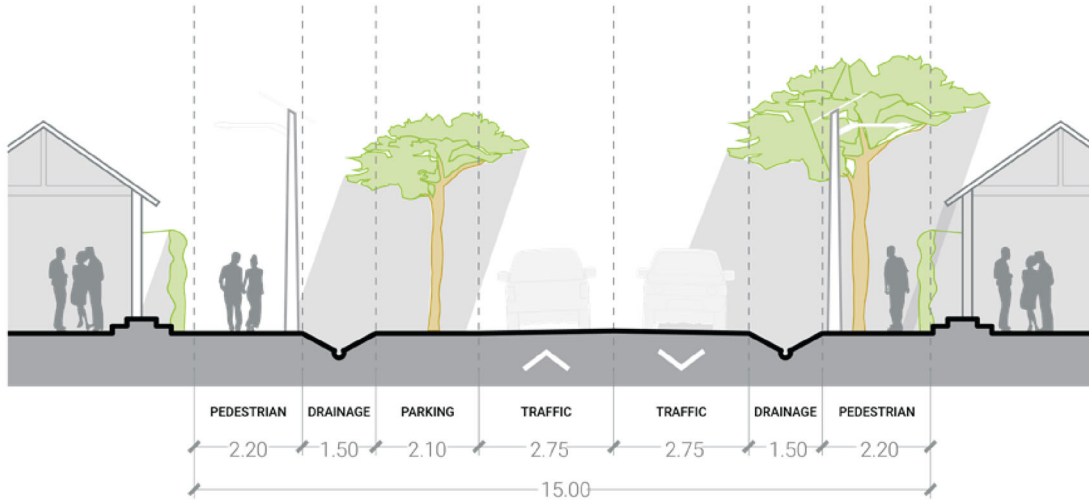 PEDESTRIAN DRAINAGE PARKING TRAFFIC TRAFFIC DRAINAGE PEDESTRIAN
2.20 1.50 2.10 2.75 2.75 1.50 2.20
15.00